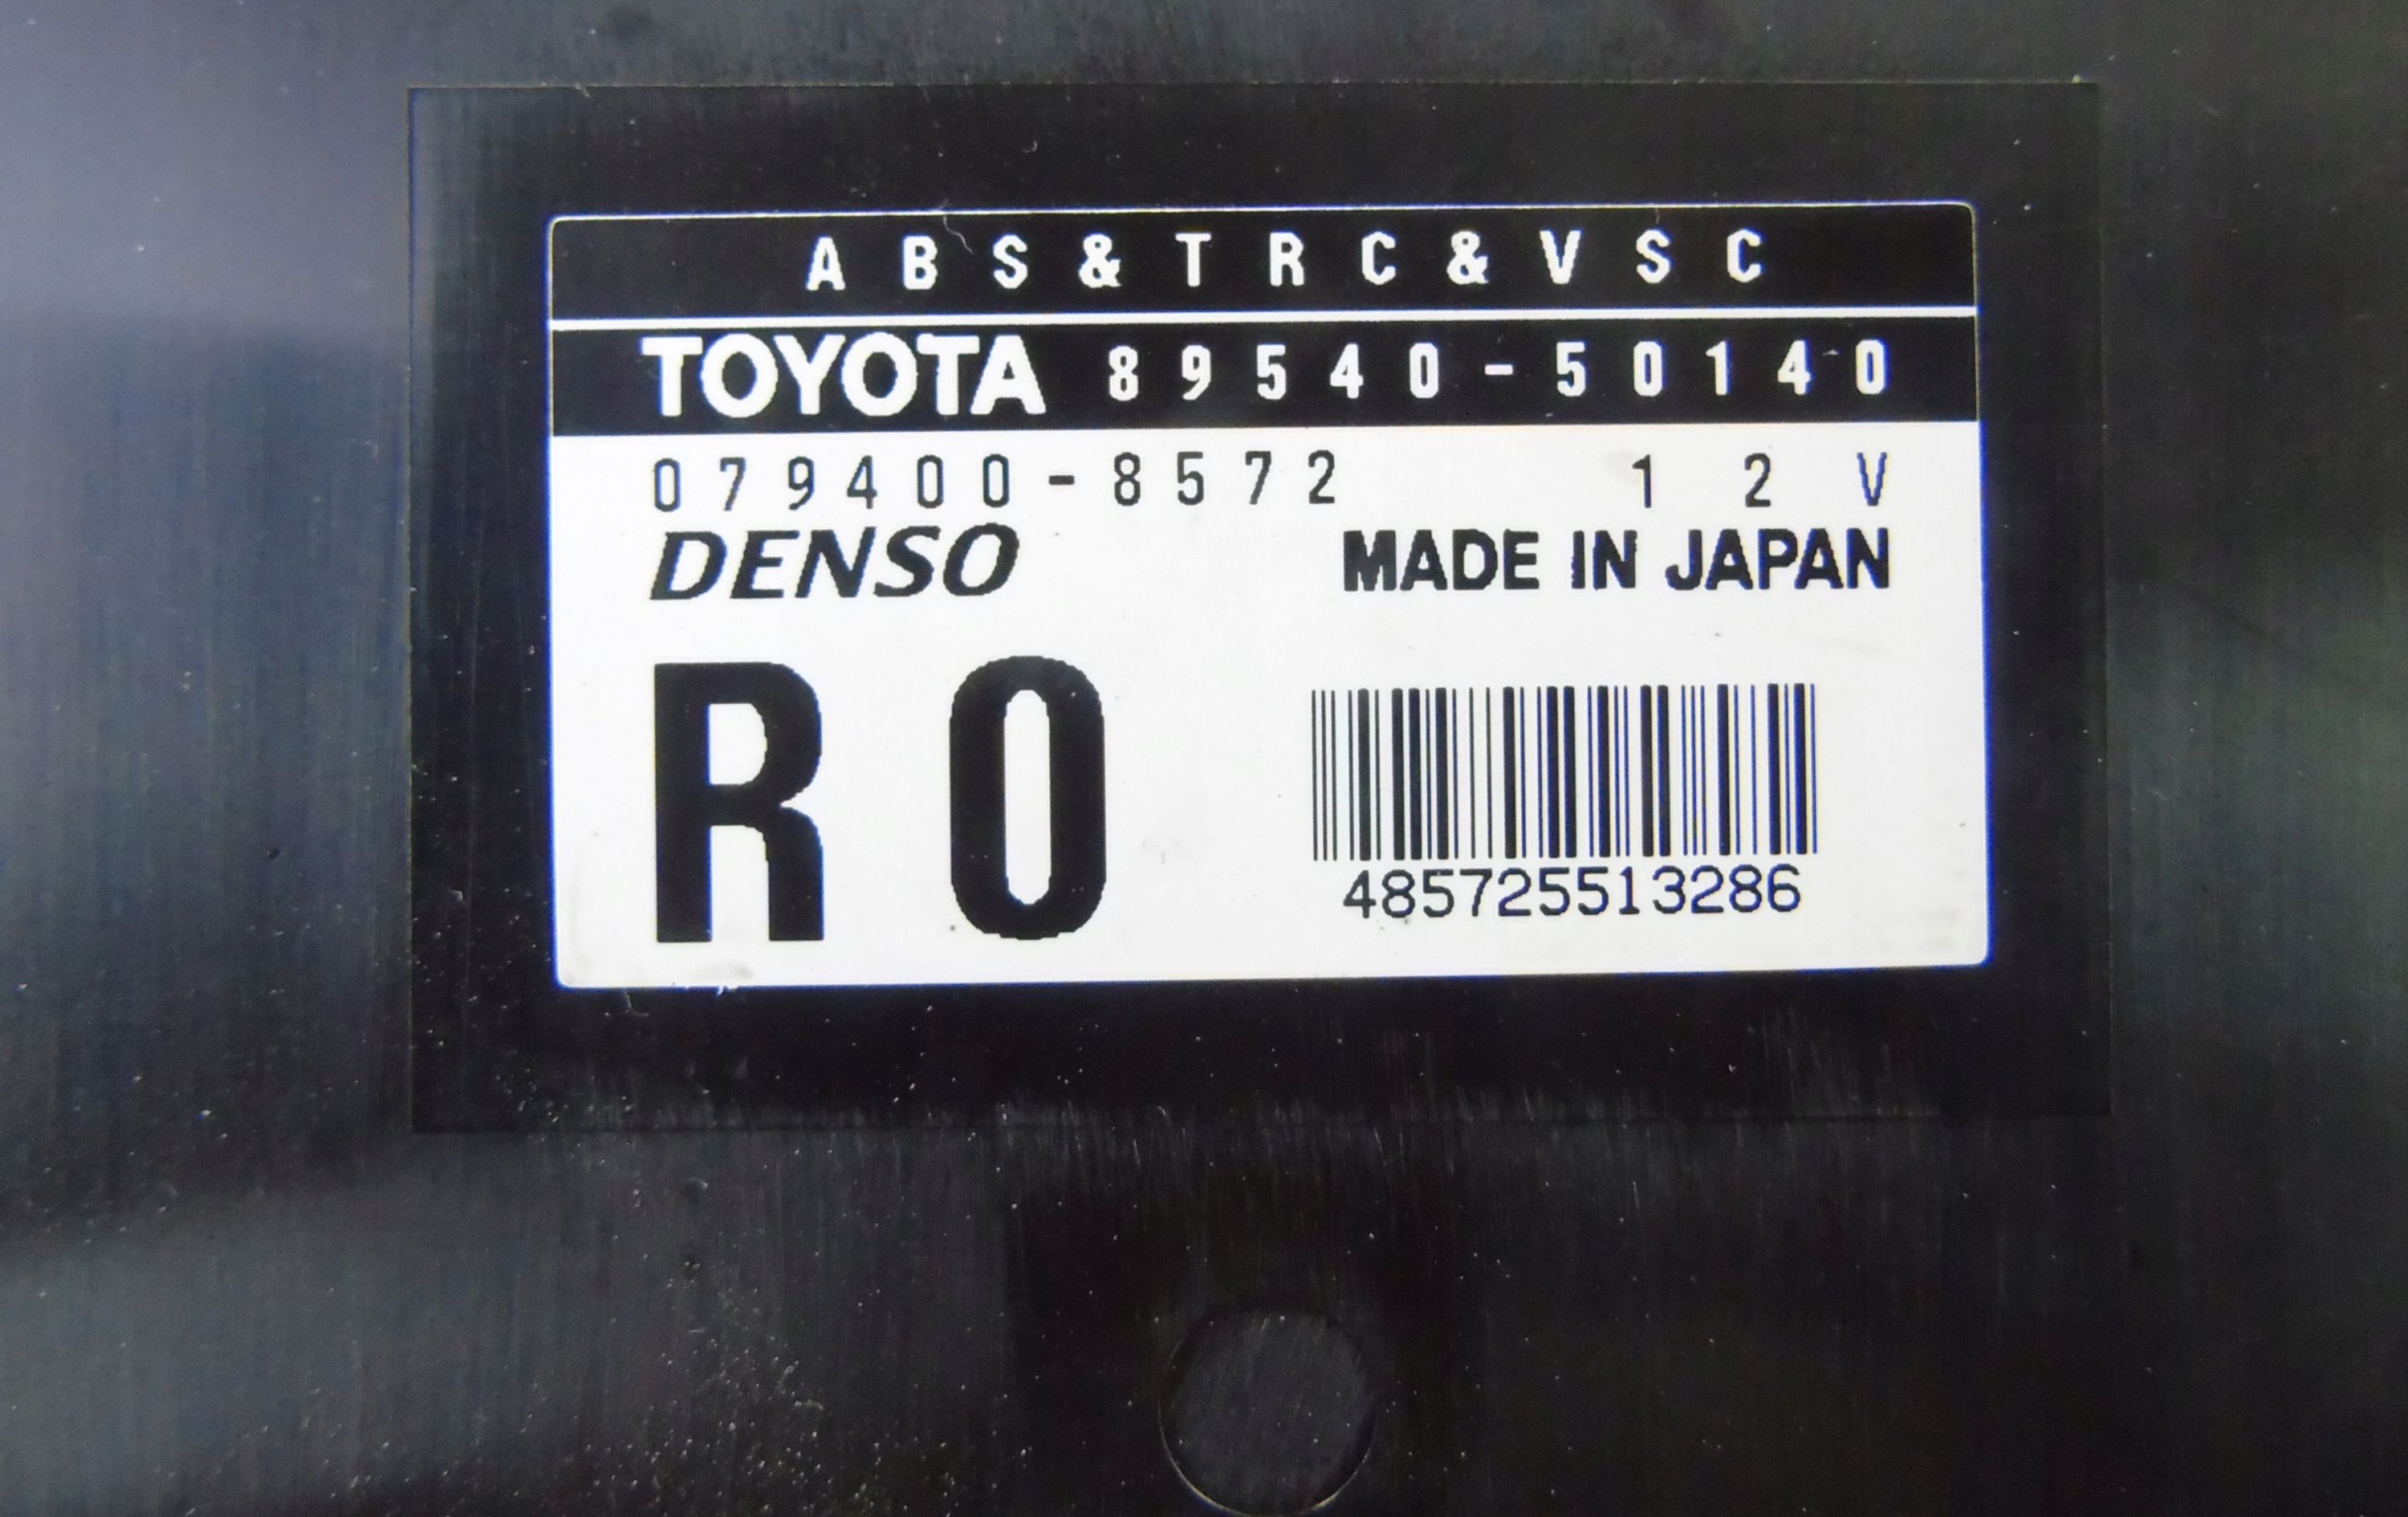 ABS&TRC&VSC
TOYOTA 89540-50140
079400-8572 12V
DENSO MADE IN JAPAN
R0
485725513286